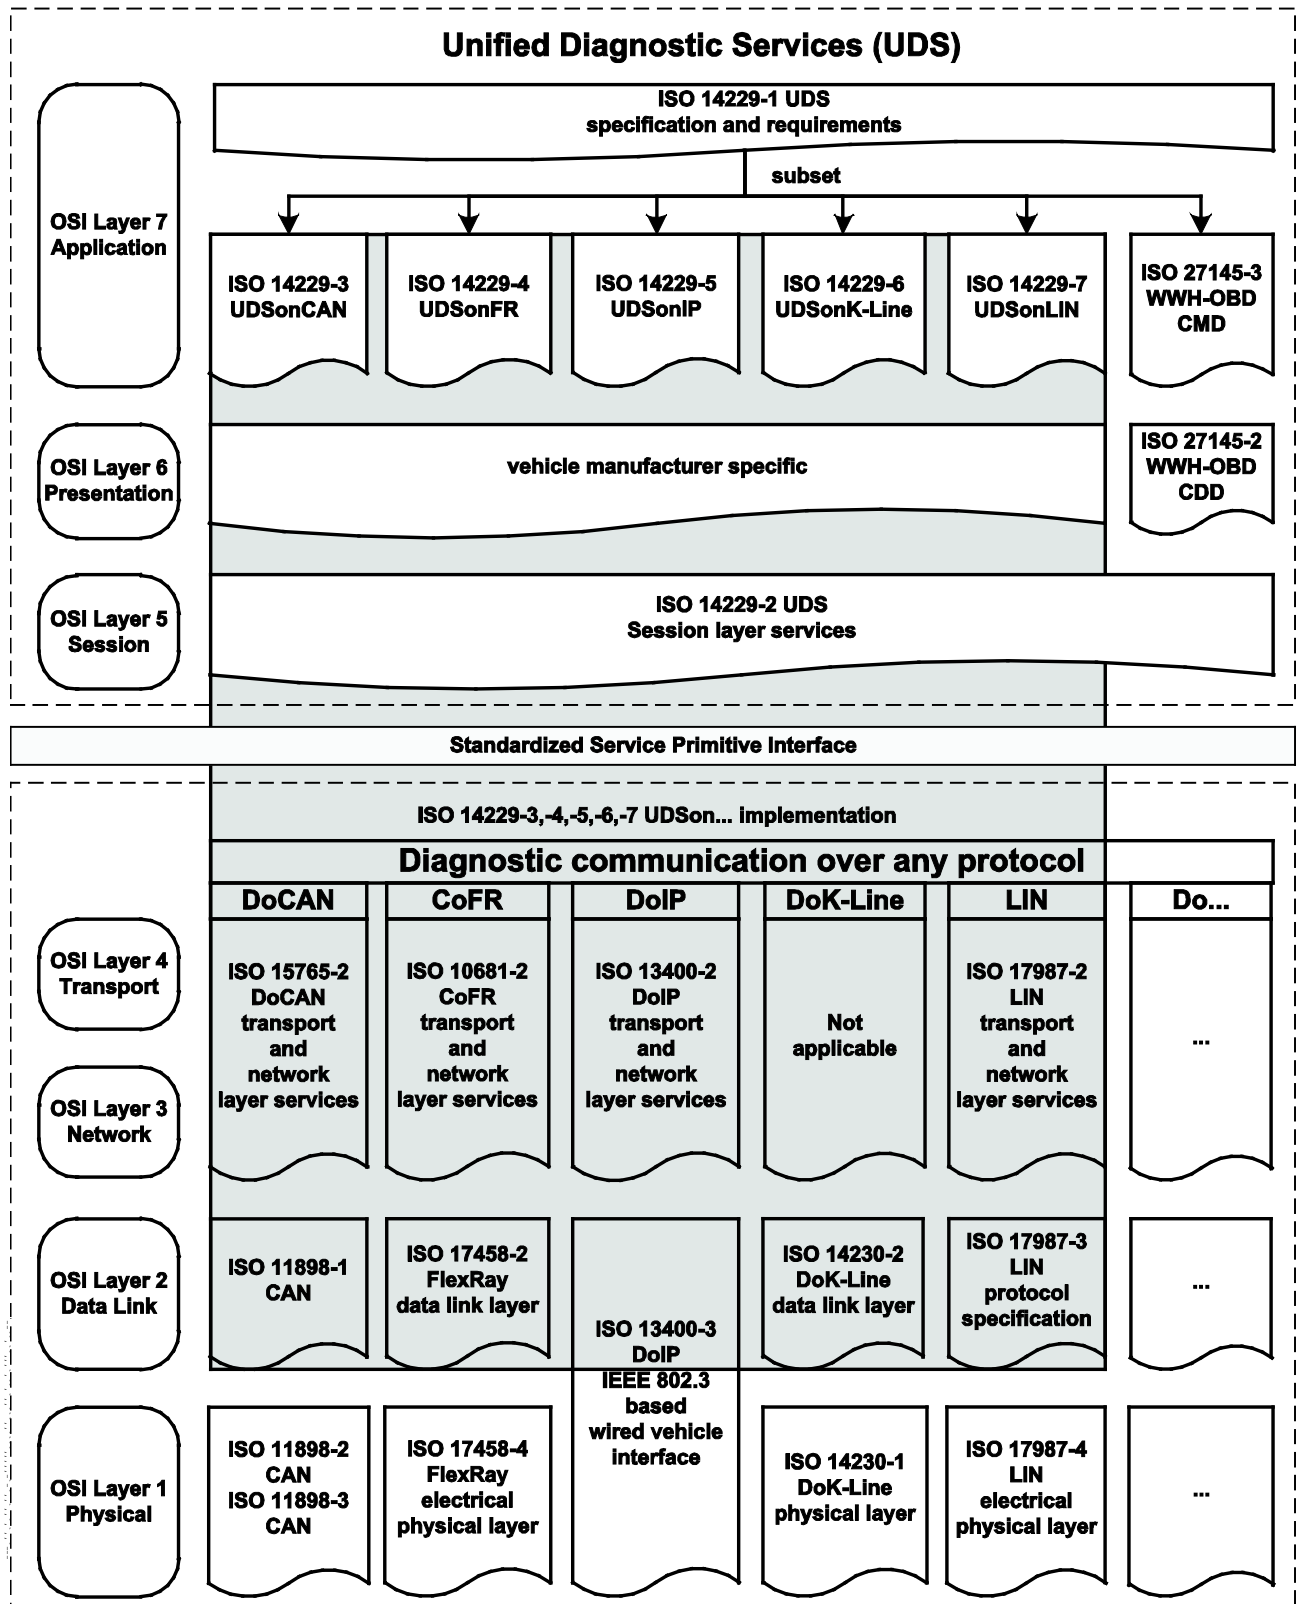 Unified Diagnostic Services (UDS)
ISO 14229-1 UDS
specification and requirements
subset
OSI Layer 7
Application
ISO 14229-3
UDSonCAN
ISO 14229-4
UDSonFR
ISO 14229-5
UDSonIP
ISO 14229-6
UDSonK-Line
ISO 14229-7
UDSonLIN
ISO 27145-3
WWH-OBD
CMD
OSI Layer 6
Presentation
vehicle manufacturer specific
ISO 27145-2
WWH-OBD
CDD
OSI Layer 5
Session
ISO 14229-2 UDS
Session layer services
Standardized Service Primitive Interface
ISO 14229-3,-4,-5,-6,-7 UDSon... implementation
Diagnostic communication over any protocol
DoCAN
CoFR
DoIP
DoK-Line
LIN
Do...
OSI Layer 4
Transport
OSI Layer 3
Network
ISO 15765-2
DoCAN
transport
and
network
layer services
ISO 10681-2
CoFR
transport
and
network
layer services
ISO 13400-2
DoIP
transport
and
network
layer services
Not
applicable
ISO 17987-2
LIN
transport
and
network
layer services
...
OSI Layer 2
Data Link
ISO 11898-1
CAN
ISO 17458-2
FlexRay
data link layer
ISO 13400-3
DoIP
IEEE 802.3
based
wired vehicle
interface
ISO 14230-2
DoK-Line
data link layer
ISO 17987-3
LIN
protocol
specification
...
OSI Layer 1
Physical
ISO 11898-2
CAN
ISO 11898-3
CAN
ISO 17458-4
FlexRay
electrical
physical layer
ISO 14230-1
DoK-Line
physical layer
ISO 17987-4
LIN
electrical
physical layer
...